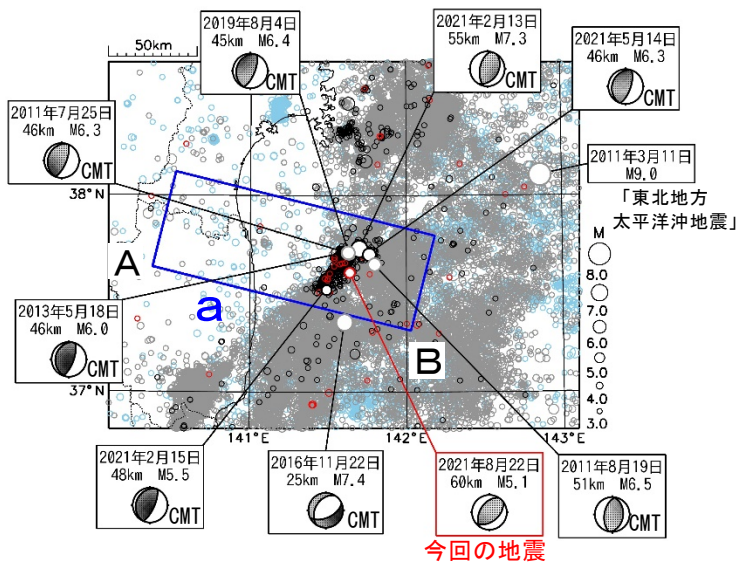 50km
2019年8月4日
45km M6.4
CMT
2021年2月13日
55km M7.3
CMT
2021年5月14日
46km M6.3
CMT
2011年7月25日
46km M6.3
CMT
2011年3月11日
M9.0
「東北地方
太平洋沖地震」
38°N
A
a
B
M
8.0
7.0
6.0
5.0
4.0
3.0
2013年5月18日
46km M6.0
CMT
37°N
141°E
142°E
143°E
2021年2月15日
48km M5.5
CMT
2016年11月22日
25km M7.4
CMT
2021年8月22日
60km M5.1
今回の地震
2011年8月19日
51km M6.5
CMT